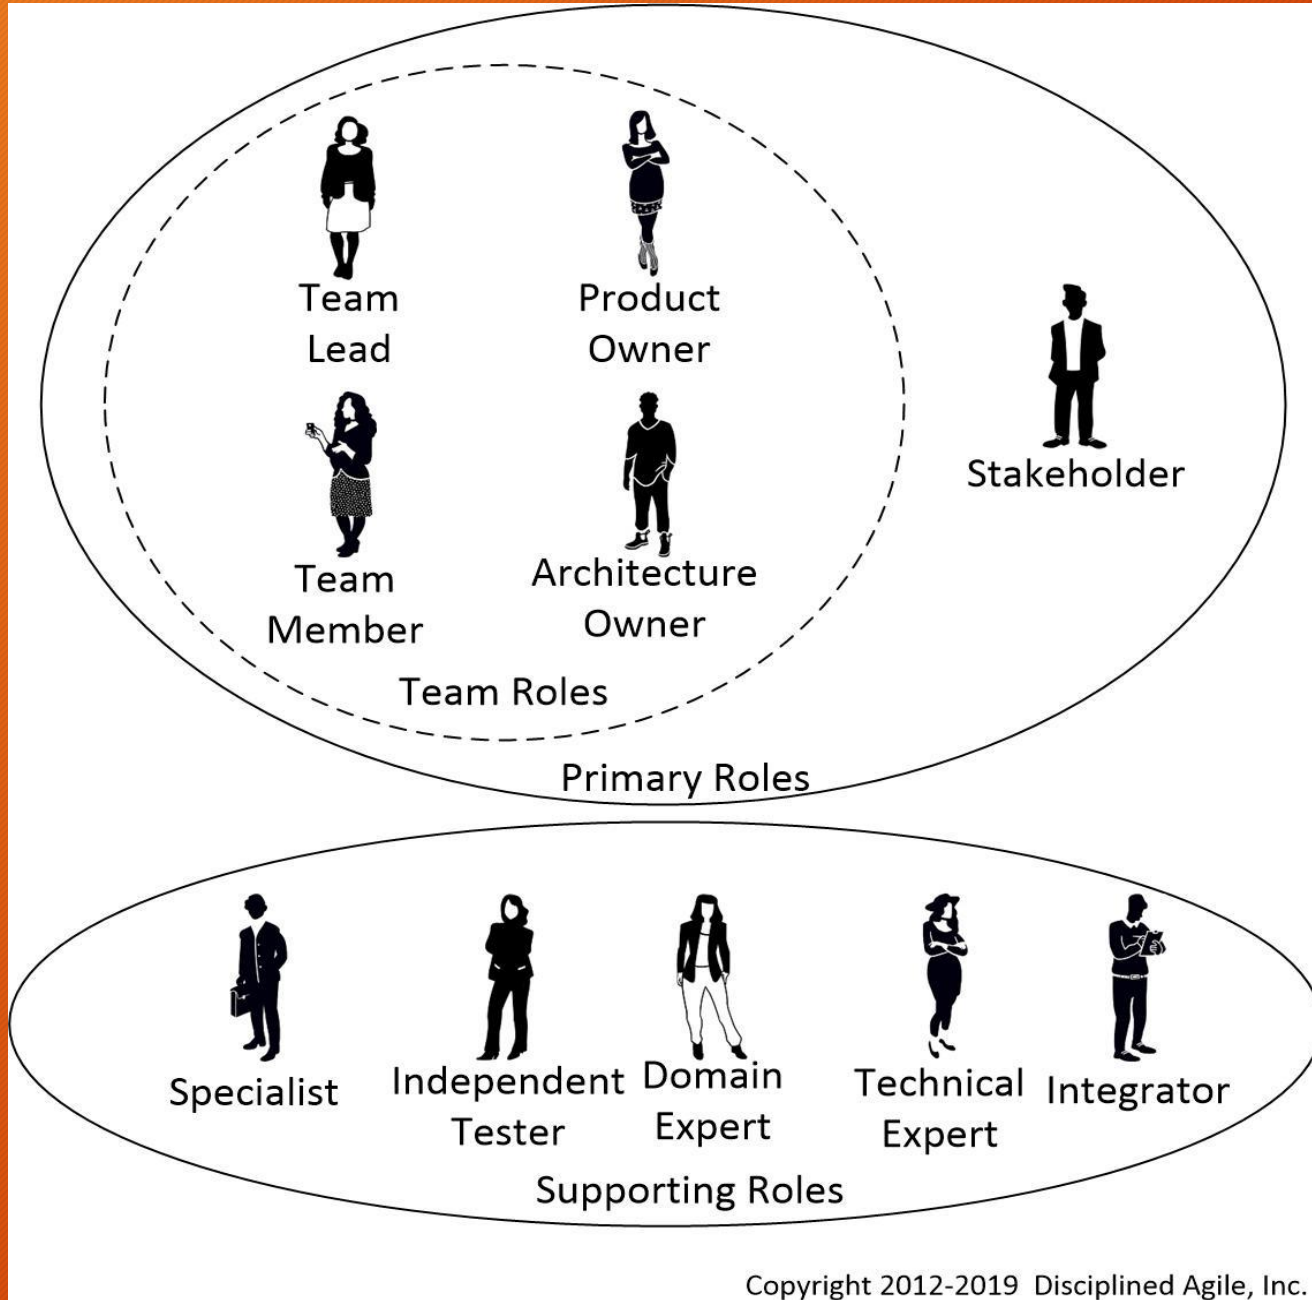 Team
Lead
Product
Owner
Stakeholder
Team
Member
Architecture
Owner
Team Roles
Primary Roles
Specialist
Independent
Tester
Domain
Expert
Technical
Expert
Integrator
Supporting Roles
Copyright 2012-2019 Disciplined Agile, Inc.